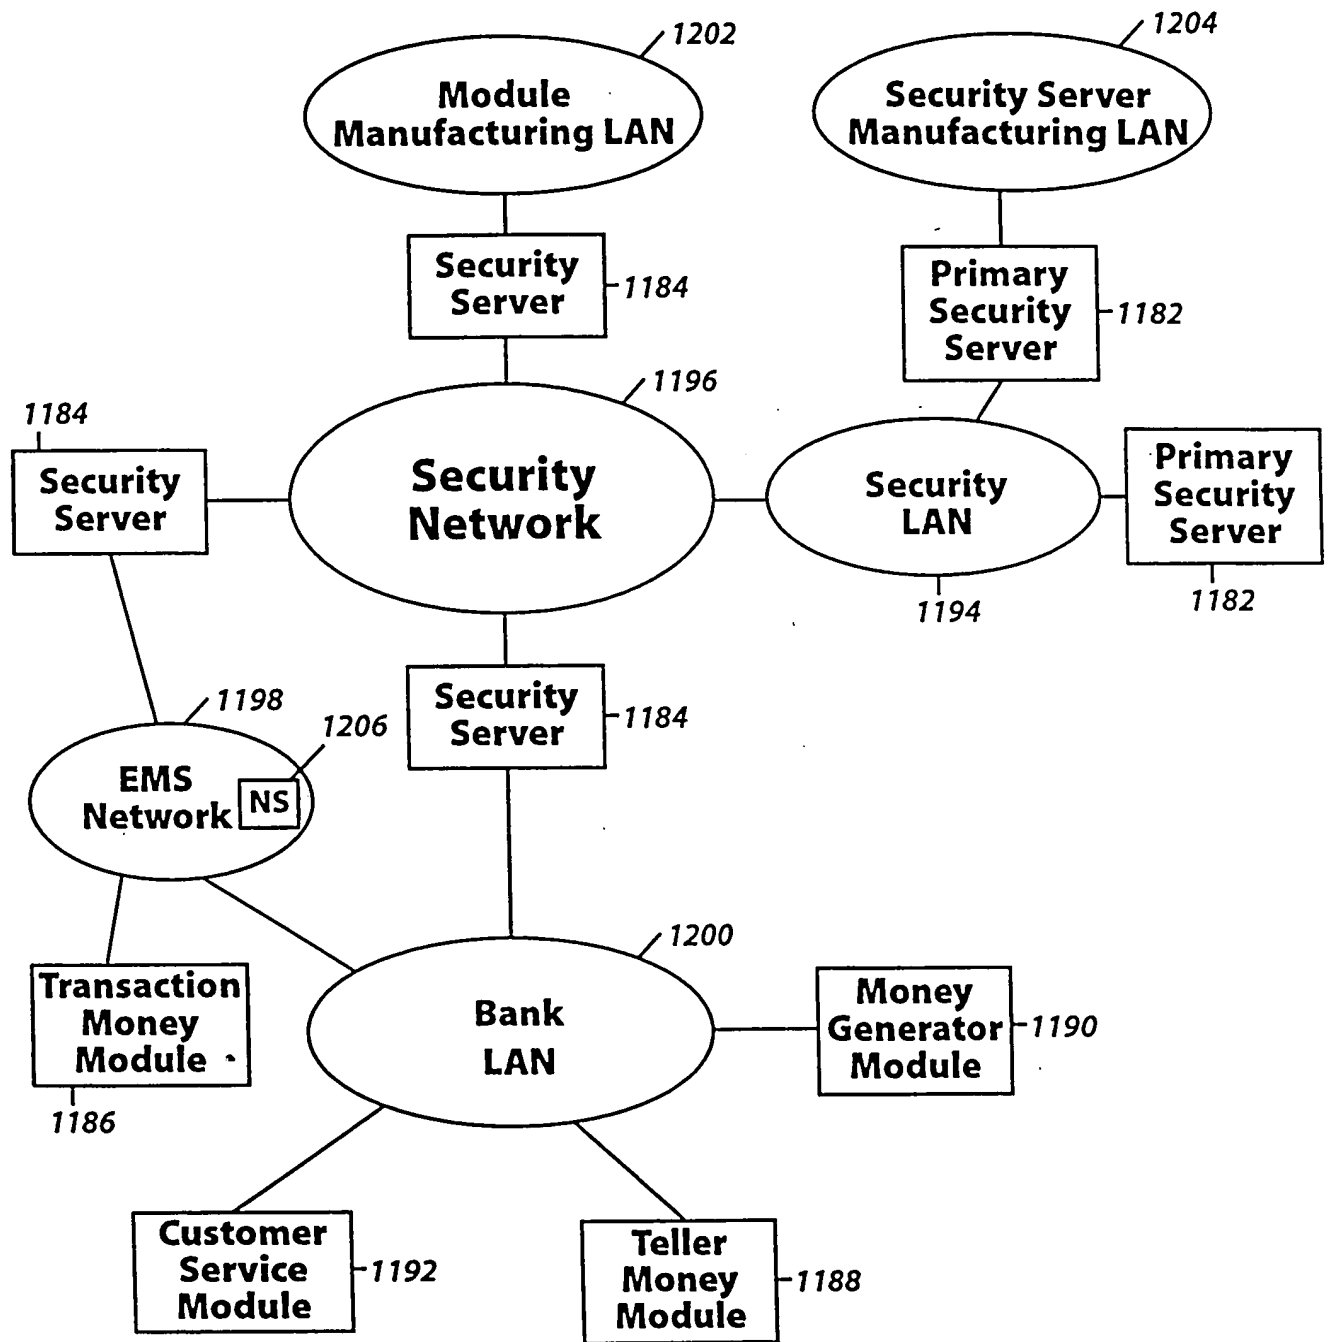 1202
Module
Manufacturing LAN
1204
Security Server
Manufacturing LAN
Security
Server
1184
Primary
Security
Server
1182
1196
Security
Network
1184
Security
Server
Security
LAN
1194
Primary
Security
Server
1182
Security
Server
1184
1198
1206
EMS
Network
NS
1200
Bank
LAN
Transaction
Money
Module
1186
Money
Generator
Module
1190
Customer
Service
Module
1192
Teller
Money
Module
1188